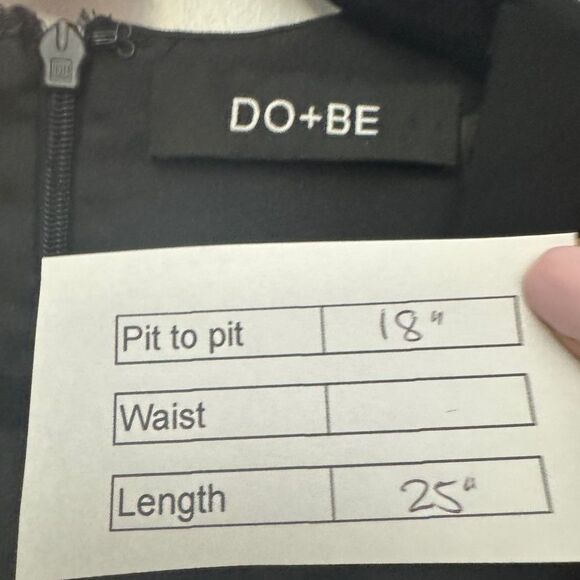 DO+BE
Pit to pit 18"
Waist -
Length 25"